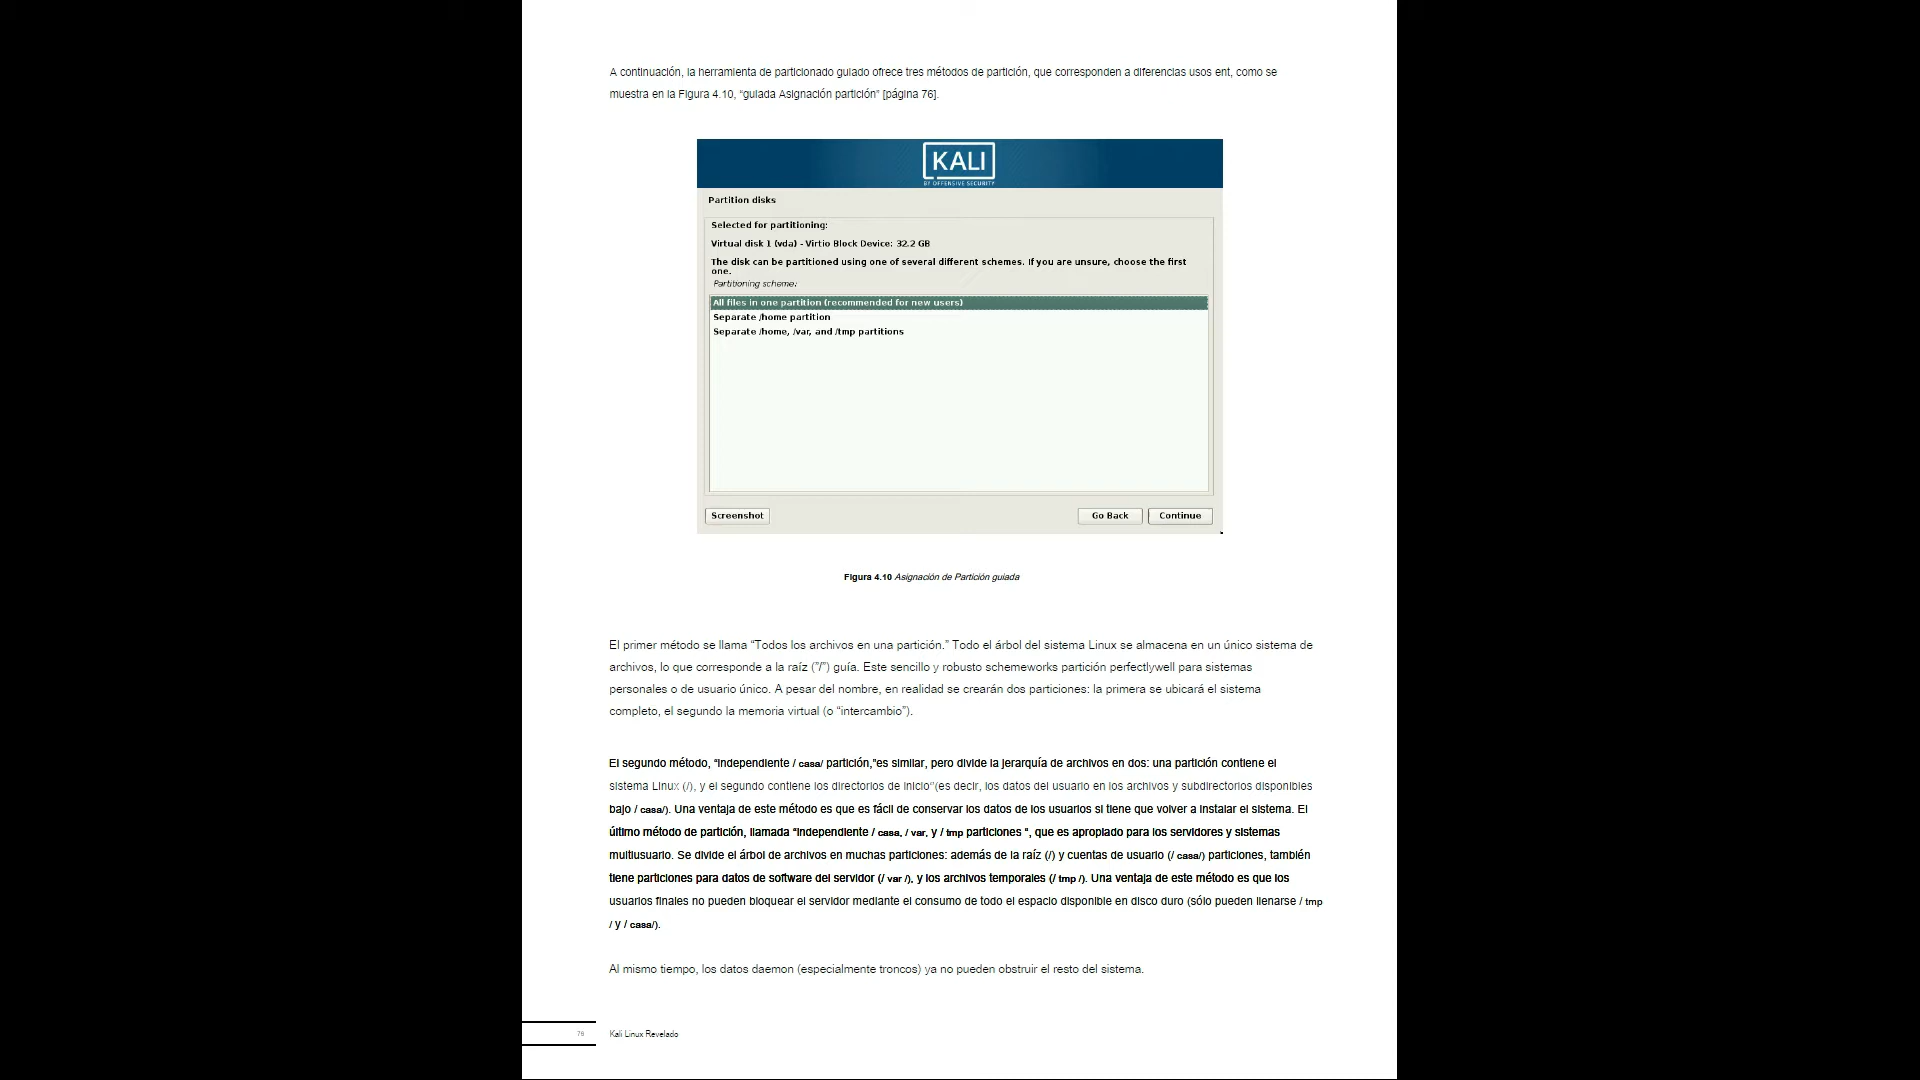 A continuación, la herramienta de particionado guiado ofrece tres métodos de partición, que corresponden a diferencias usos ent, como se
muestra en la Figura 4.10, “guiada Asignación partición” [página 76].
KALI
BY OFFENSIVE SECURITY
Partition disks
Selected for partitioning:
Virtual disk 1 (vda) - Virtio Block Device: 32.2 GB
The disk can be partitioned using one of several different schemes. If you are unsure, choose the first
one.
Partitioning scheme:
All files in one partition (recommended for new users)
Separate /home partition
Separate /home, /var, and /tmp partitions
Screenshot
Go Back
Continue
Figura 4.10 Asignación de Partición guiada
El primer método se llama “Todos los archivos en una partición.” Todo el árbol del sistema Linux se almacena en un único sistema de
archivos, lo que corresponde a la raíz (”/”) guía. Este sencillo y robusto schemeworks partición perfectlywell para sistemas
personales o de usuario único. A pesar del nombre, en realidad se crearán dos particiones: la primera se ubicará el sistema
completo, el segundo la memoria virtual (o “intercambio”).
El segundo método, “Independiente / casa/ partición,”es similar, pero divide la jerarquía de archivos en dos: una partición contiene el
sistema Linux (/), y el segundo contiene los directorios de inicio“(es decir, los datos del usuario en los archivos y subdirectorios disponibles
bajo / casa/). Una ventaja de este método es que es fácil de conservar los datos de los usuarios si tiene que volver a instalar el sistema. El
último método de partición, llamada “Independiente / casa, / var, y / tmp particiones “, que es apropiado para los servidores y sistemas
multiusuario. Se divide el árbol de archivos en muchas particiones: además de la raíz (/) y cuentas de usuario (/ casa/) particiones, también
tiene particiones para datos de software del servidor (/ var /), y los archivos temporales (/ tmp /). Una ventaja de este método es que los
usuarios finales no pueden bloquear el servidor mediante el consumo de todo el espacio disponible en disco duro (sólo pueden llenarse / tmp
/ y / casa/).
Al mismo tiempo, los datos daemon (especialmente troncos) ya no pueden obstruir el resto del sistema.
76
Kali Linux Revelado